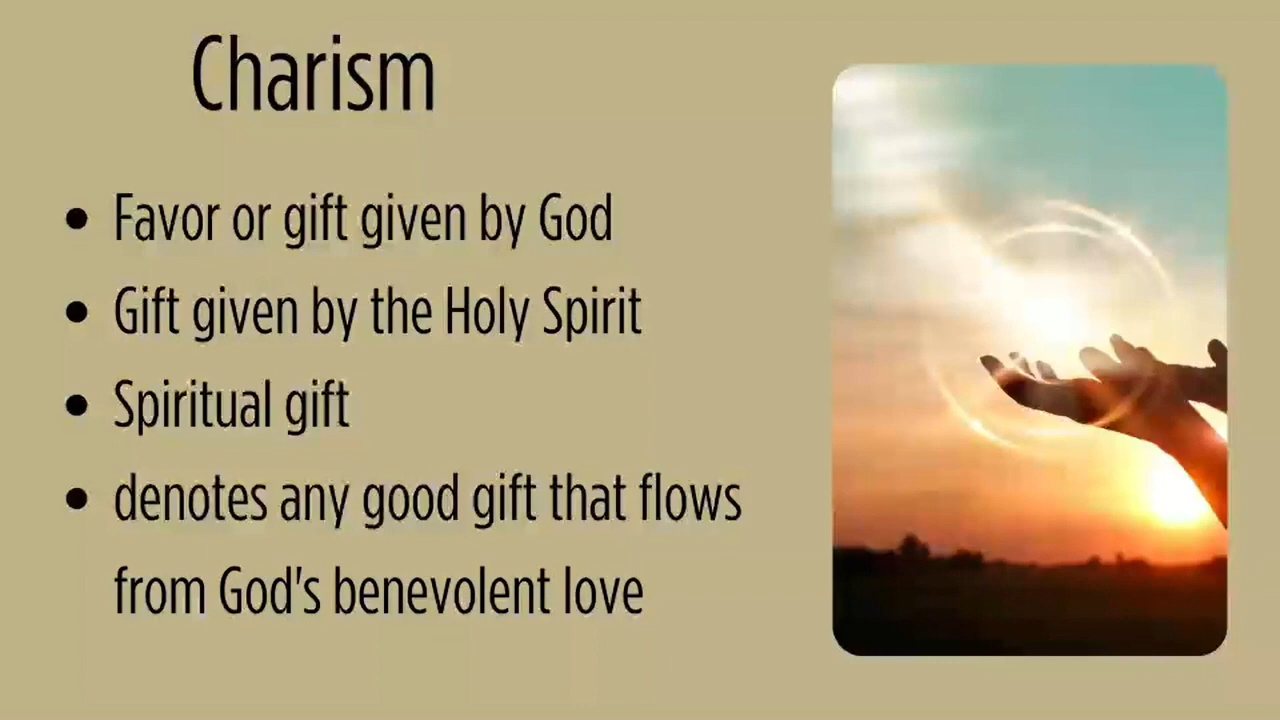 Charism
• Favor or gift given by God
• Gift given by the Holy Spirit
• Spiritual gift
• denotes any good gift that flows
from God's benevolent love